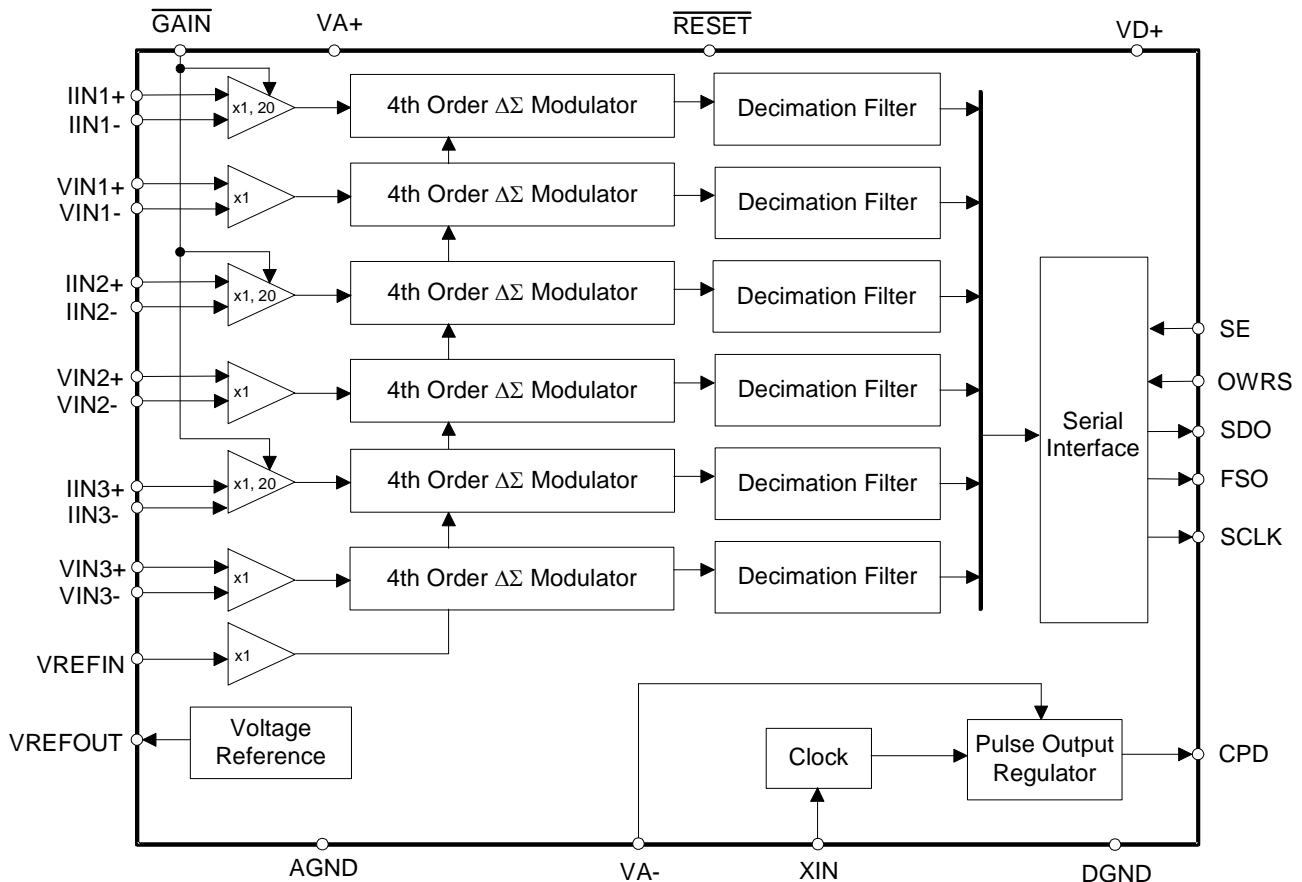 GAIN
VA+
RESET
VD+
IIN1+
IIN1-
x1, 20
4th Order ΔΣ Modulator
Decimation Filter
VIN1+
VIN1-
x1
4th Order ΔΣ Modulator
Decimation Filter
IIN2+
IIN2-
x1, 20
4th Order ΔΣ Modulator
Decimation Filter
VIN2+
VIN2-
x1
4th Order ΔΣ Modulator
Decimation Filter
IIN3+
IIN3-
x1, 20
4th Order ΔΣ Modulator
Decimation Filter
VIN3+
VIN3-
x1
4th Order ΔΣ Modulator
Decimation Filter
Serial
Interface
SE
OWRS
SDO
FSO
SCLK
VREFIN
x1
VREFOUT
Voltage
Reference
Clock
Pulse Output
Regulator
CPD
AGND
VA-
XIN
DGND